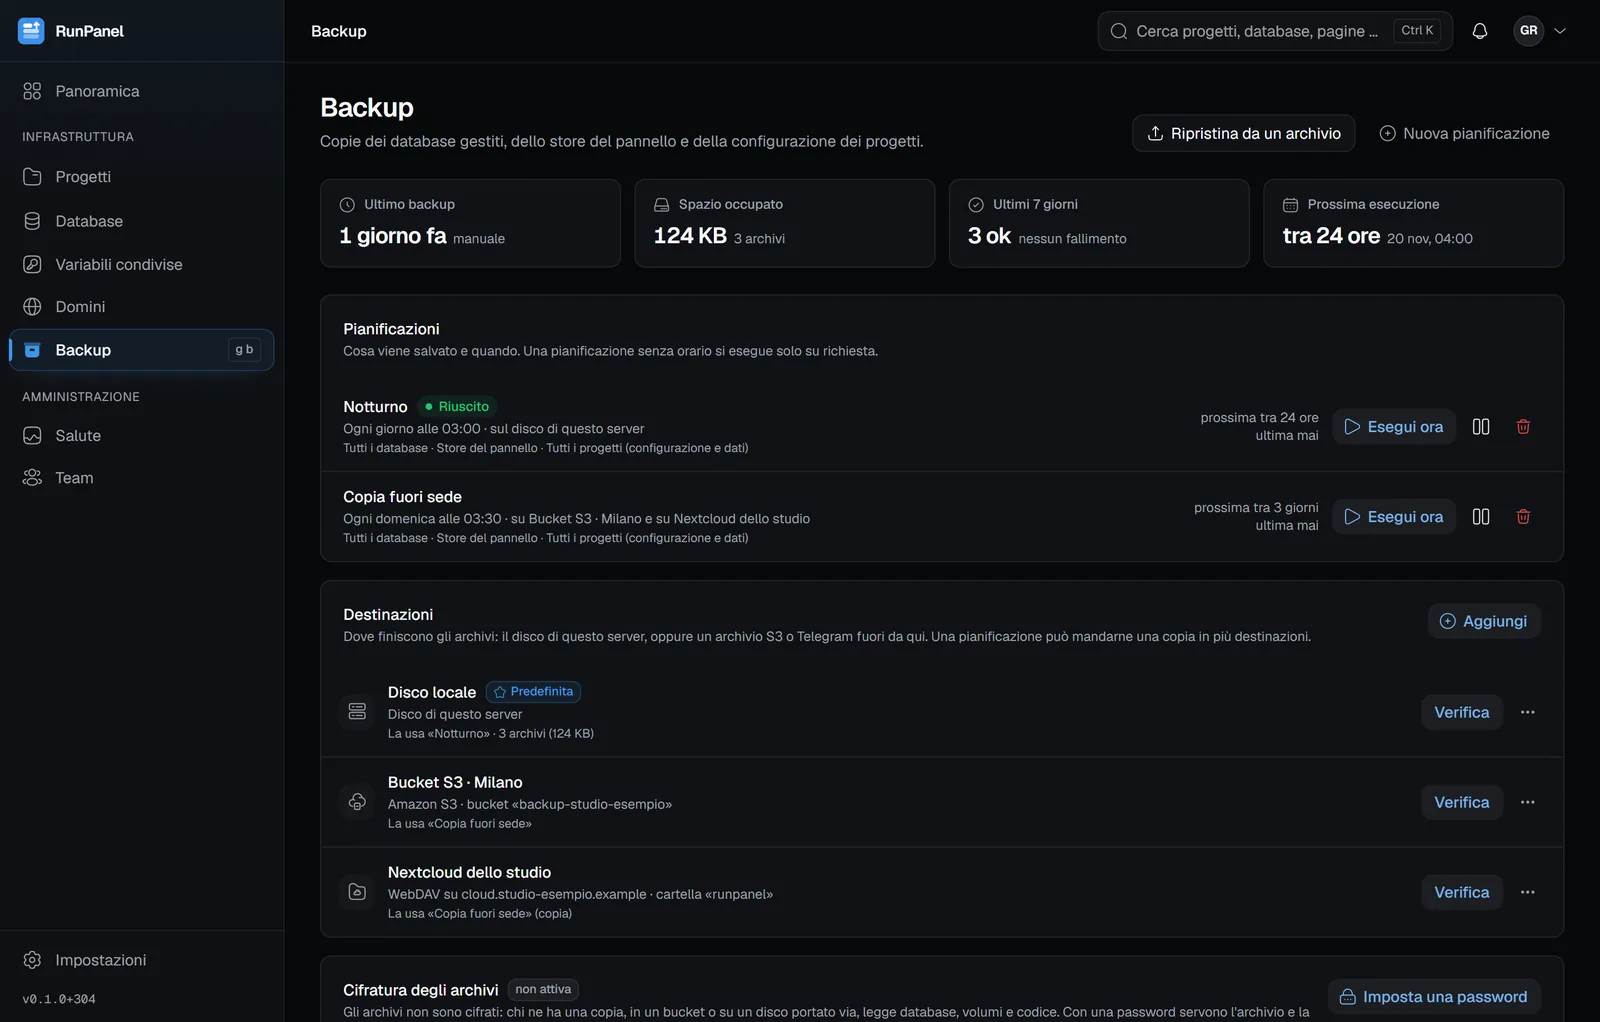 RunPanel
Backup
Cerca progetti, database, pagine ...
Ctrl K
GR
Panoramica
INFRASTRUTTURA
Progetti
Database
Variabili condivise
Domini
Backup
g b
AMMINISTRAZIONE
Salute
Team
Impostazioni
v0.1.0+304
Backup
Copie dei database gestiti, dello store del pannello e della configurazione dei progetti.
Ripristina da un archivio
Nuova pianificazione
Ultimo backup
1 giorno fa manuale
Spazio occupato
124 KB 3 archivi
Ultimi 7 giorni
3 ok nessun fallimento
Prossima esecuzione
tra 24 ore 20 nov, 04:00
Pianificazioni
Cosa viene salvato e quando. Una pianificazione senza orario si esegue solo su richiesta.
Notturno
Riuscito
Ogni giorno alle 03:00 · sul disco di questo server
Tutti i database · Store del pannello · Tutti i progetti (configurazione e dati)
prossima tra 24 ore
ultima mai
Esegui ora
Copia fuori sede
Ogni domenica alle 03:30 · su Bucket S3 · Milano e su Nextcloud dello studio
Tutti i database · Store del pannello · Tutti i progetti (configurazione e dati)
prossima tra 3 giorni
ultima mai
Esegui ora
Destinazioni
Dove finiscono gli archivi: il disco di questo server, oppure un archivio S3 o Telegram fuori da qui. Una pianificazione può mandarne una copia in più destinazioni.
Aggiungi
Disco locale
Predefinita
Disco di questo server
La usa «Notturno» · 3 archivi (124 KB)
Verifica
Bucket S3 · Milano
Amazon S3 · bucket «backup-studio-esempio»
La usa «Copia fuori sede»
Verifica
Nextcloud dello studio
WebDAV su cloud.studio-esempio.example · cartella «runpanel»
La usa «Copia fuori sede» (copia)
Verifica
Cifratura degli archivi
non attiva
Gli archivi non sono cifrati: chi ne ha una copia, in un bucket o su un disco portato via, legge database, volumi e codice. Con una password servono l'archivio e la
Imposta una password